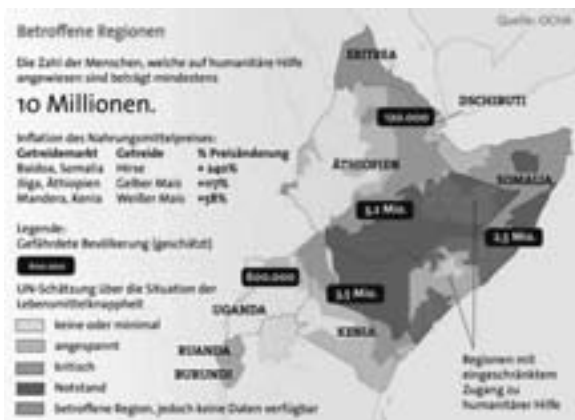 Betroffene Regionen
Quelle: OCHA
Die Zahl der Menschen, welche auf humanitäre Hilfe
angewiesen sind beträgt mindestens
10 Millionen.
Inflation des Nahrungsmittelpreises:
Getreidemarkt Getreide % Preisänderung
Baidoa, Somalia Hirse + 240%
Jijga, Äthiopien Gelber Mais +117%
Mandera, Kenia Weißer Mais +58%
Legende:
Gefährdete Bevölkerung (geschätzt)
UN-Schätzung über die Situation der
Lebensmittelknappheit
keine oder minimal
angespannt
kritisch
Notstand
betroffene Region, jedoch keine Daten verfügbar
ERITREA
DSCHIBUTI
120.000
ÄTHIOPIEN
SOMALIA
3,2 Mio.
2,5 Mio.
600.000
3,5 Mio.
UGANDA
KENIA
RUANDA
BURUNDI
Regionen mit
eingeschränktem
Zugang zu
humanitärer Hilfe